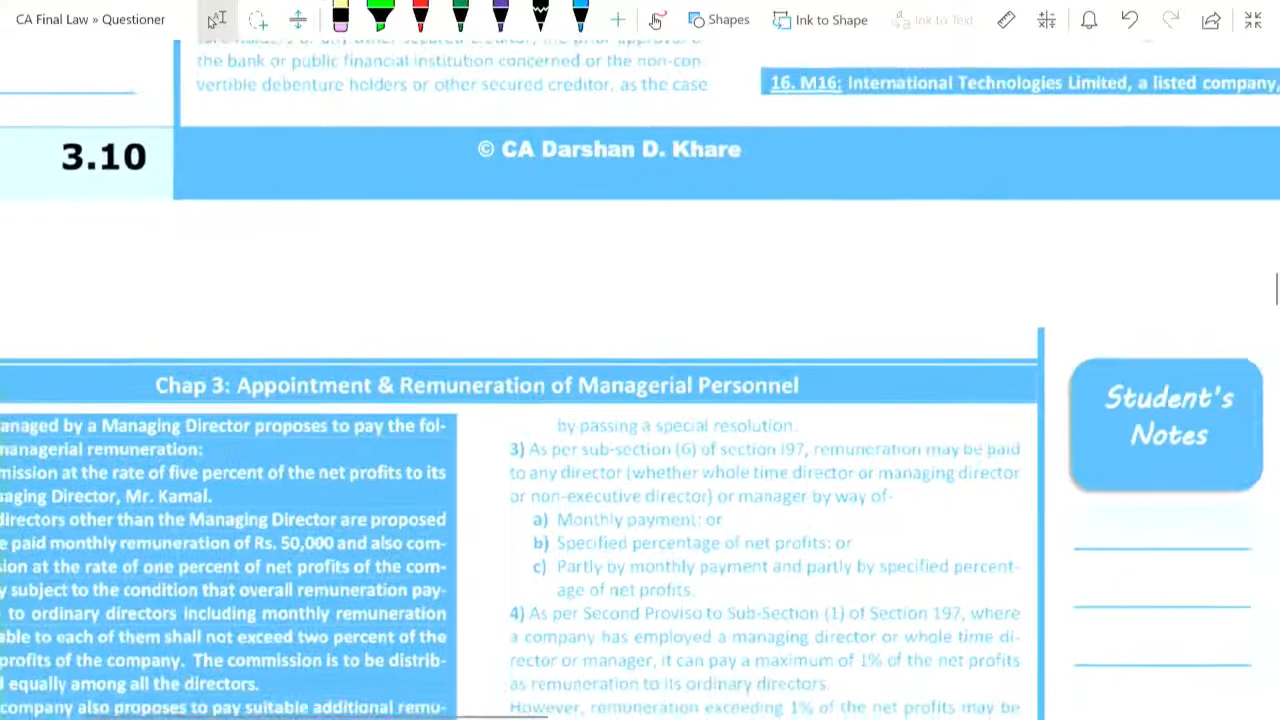 CA Final Law » Questioner
Shapes
Ink to Shape
Ink to Text
the bank or public financial institution concerned or the non-con-
vertible debenture holders or other secured creditor, as the case
16. M16: International Technologies Limited, a listed company,
3.10
© CA Darshan D. Khare
Chap 3: Appointment & Remuneration of Managerial Personnel
anaged by a Managing Director proposes to pay the fol-
managerial remuneration:
mission at the rate of five percent of the net profits to its
aging Director, Mr. Kamal.
directors other than the Managing Director are proposed
e paid monthly remuneration of Rs. 50,000 and also com-
sion at the rate of one percent of net profits of the com-
y subject to the condition that overall remuneration pay-
to ordinary directors including monthly remuneration
able to each of them shall not exceed two percent of the
profits of the company. The commission is to be distrib-
d equally among all the directors.
company also proposes to pay suitable additional remu-
by passing a special resolution.
3) As per sub-section (6) of section 197, remuneration may be paid
to any director (whether whole time director or managing director
or non-executive director) or manager by way of-
a) Monthly payment; or
b) Specified percentage of net profits; or
c) Partly by monthly payment and partly by specified percent-
age of net profits.
4) As per Second Proviso to Sub-Section (1) of Section 197, where
a company has employed a managing director or whole time di-
rector or manager, it can pay a maximum of 1% of the net profits
as remuneration to its ordinary directors.
However, remuneration exceeding 1% of the net profits may be
Student's
Notes